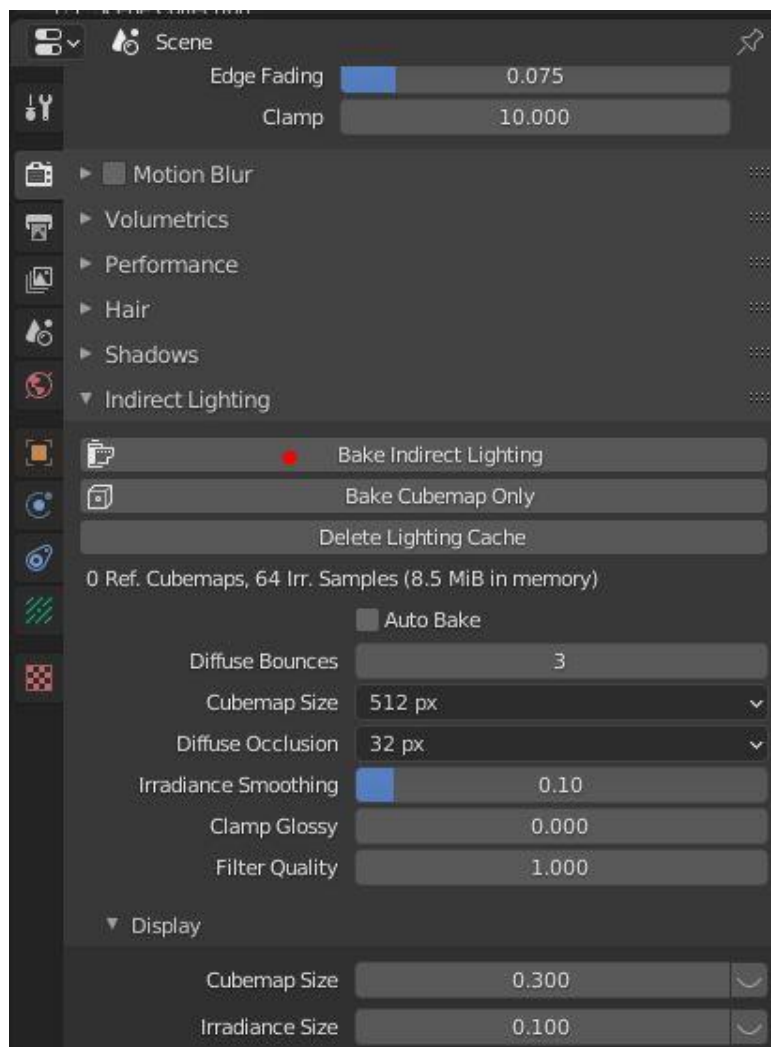 Scene
Edge Fading 0.075
Clamp 10.000
Motion Blur
Volumetrics
Performance
Hair
Shadows
Indirect Lighting
Bake Indirect Lighting
Bake Cubemap Only
Delete Lighting Cache
0 Ref. Cubemaps, 64 Irr. Samples (8.5 MiB in memory)
Auto Bake
Diffuse Bounces 3
Cubemap Size 512 px
Diffuse Occlusion 32 px
Irradiance Smoothing 0.10
Clamp Glossy 0.000
Filter Quality 1.000
Display
Cubemap Size 0.300
Irradiance Size 0.100